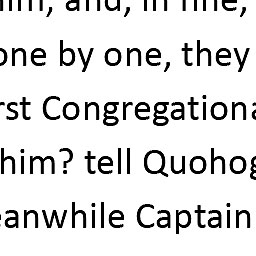 him, and, in fine,
one by one, they
rst Congregationa
him? tell Quohog
eanwhile Captain